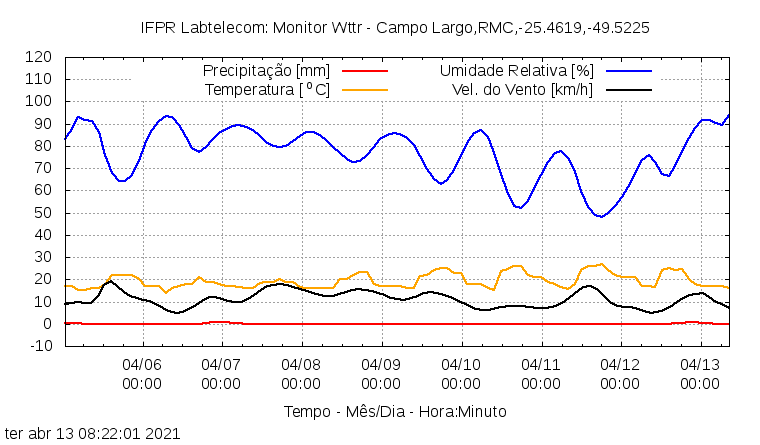 IFPR Labtelecom: Monitor Wttr - Campo Largo,RMC,-25.4619,-49.5225
120
110
100
90
80
70
60
50
40
30
20
10
0
-10
Precipitação [mm]
Temperatura [⁰C]
Umidade Relativa [%]
Vel. do Vento [km/h]
04/06 04/07 04/08 04/09 04/10 04/11 04/12 04/13
00:00 00:00 00:00 00:00 00:00 00:00 00:00 00:00
Tempo - Mês/Dia - Hora:Minuto
ter abr 13 08:22:01 2021